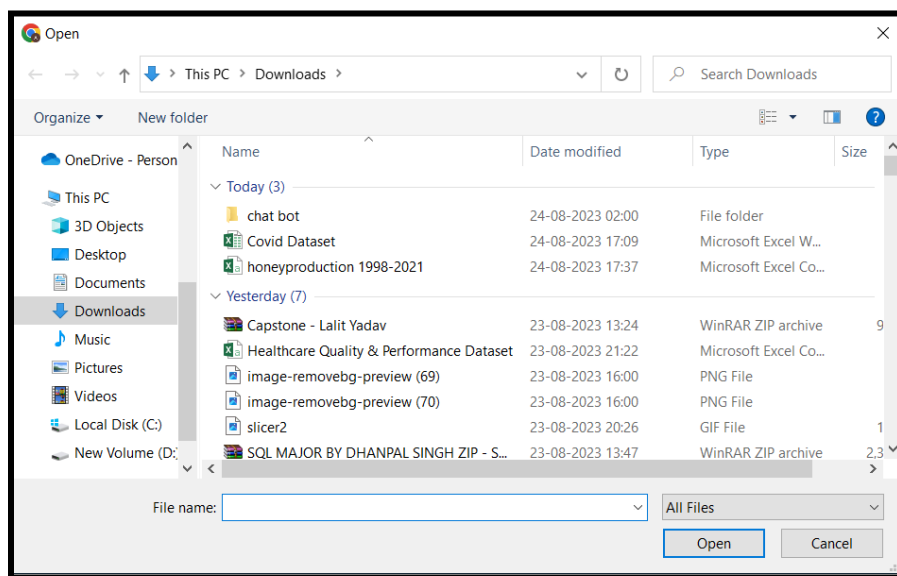 Open
This PC > Downloads >
Search Downloads
Organize
New folder
?
Name Date modified Type Size
OneDrive - Person
This PC
3D Objects
Desktop
Documents
Downloads
Music
Pictures
Videos
Local Disk (C:)
New Volume (D:
Today (3)
chat bot 24-08-2023 02:00 File folder
Covid Dataset 24-08-2023 17:09 Microsoft Excel W...
honeyproduction 1998-2021 24-08-2023 17:37 Microsoft Excel Co...
Yesterday (7)
Capstone - Lalit Yadav 23-08-2023 13:24 WinRAR ZIP archive 9
Healthcare Quality & Performance Dataset 23-08-2023 21:22 Microsoft Excel Co...
image-removebg-preview (69) 23-08-2023 16:00 PNG File
image-removebg-preview (70) 23-08-2023 16:00 PNG File
slicer2 23-08-2023 20:26 GIF File 1
SQL MAJOR BY DHANPAL SINGH ZIP - S... 23-08-2023 13:47 WinRAR ZIP archive 2,3
File name:
All Files
Open Cancel